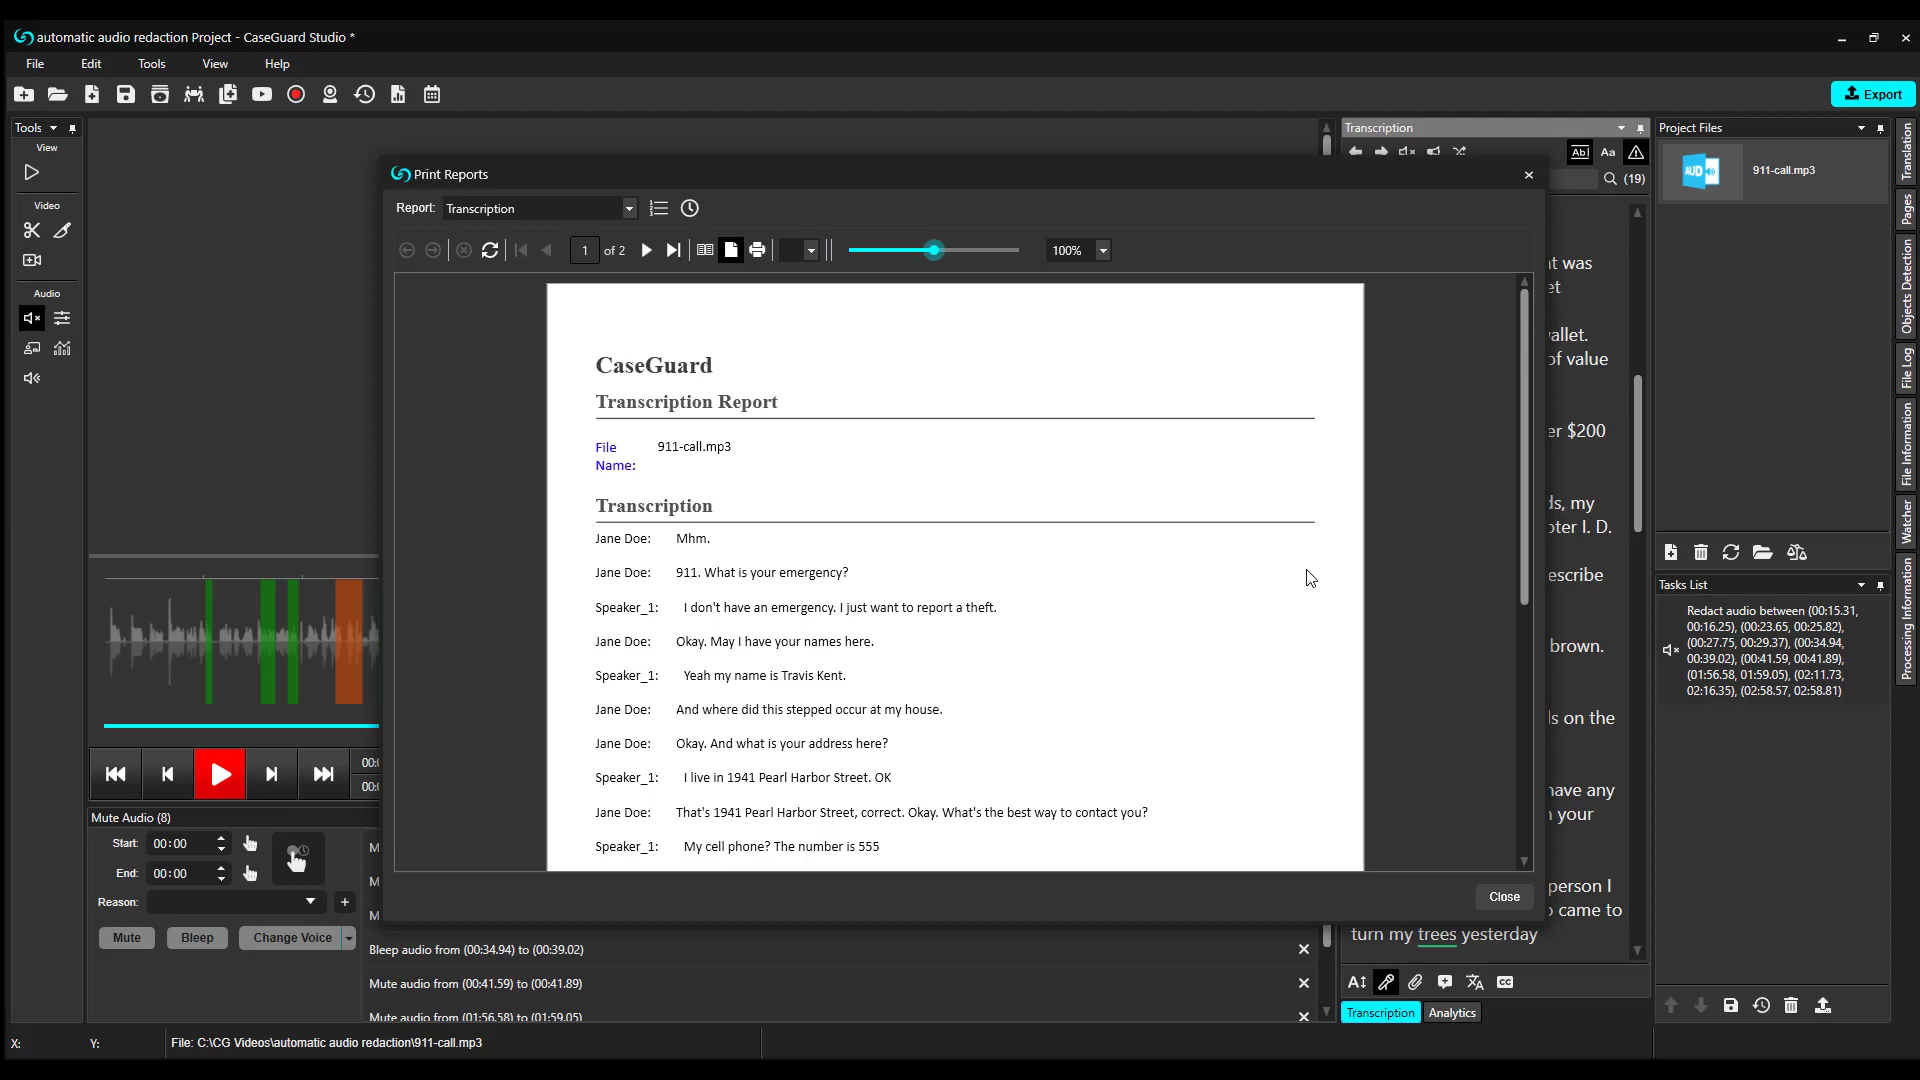 automatic audio redaction Project - CaseGuard Studio *
File Edit Tools View Help
Export
Tools
View
Video
Audio
Transcription
Aa
(19)
Project Files
AUD
911-call.mp3
Translation
Pages
Objects Detection
File Log
File Information
Watcher
Processing Information
Print Reports
Report: Transcription
1 of 2
100%
CaseGuard
Transcription Report
File Name: 911-call.mp3
Transcription
Jane Doe: Mhm.
Jane Doe: 911. What is your emergency?
Speaker_1: I don't have an emergency. I just want to report a theft.
Jane Doe: Okay. May I have your names here.
Speaker_1: Yeah my name is Travis Kent.
Jane Doe: And where did this stepped occur at my house.
Jane Doe: Okay. And what is your address here?
Speaker_1: I live in 1941 Pearl Harbor Street. OK
Jane Doe: That's 1941 Pearl Harbor Street, correct. Okay. What's the best way to contact you?
Speaker_1: My cell phone? The number is 555
Close
was
of value
$200
my
I. D.
brown.
on the
any
your
person I
came to
turn my trees yesterday
Transcription Analytics
Tasks List
Redact audio between (00:15.31,
00:16.25), (00:23.65, 00:25.82),
(00:27.75, 00:29.37), (00:34.94,
00:39.02), (00:41.59, 00:41.89),
(01:56.58, 01:59.05), (02:11.73,
02:16.35), (02:58.57, 02:58.81)
Mute Audio (8)
Start: 00:00
End: 00:00
Reason:
Mute Bleep Change Voice
Bleep audio from (00:34.94) to (00:39.02)
Mute audio from (00:41.59) to (00:41.89)
Mute audio from (01:56.58) to (01:59.05)
X: Y: File: C:\CG Videos\automatic audio redaction\911-call.mp3